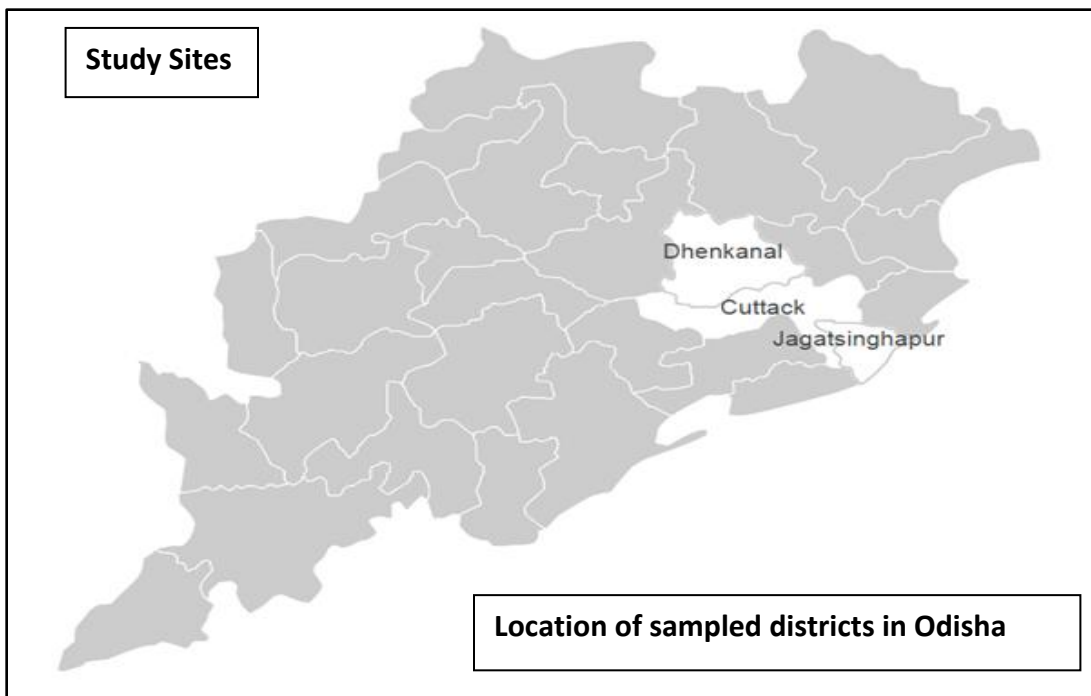 Study Sites
Dhenkanal
Cuttack
Jagatsinghapur
Location of sampled districts in Odisha